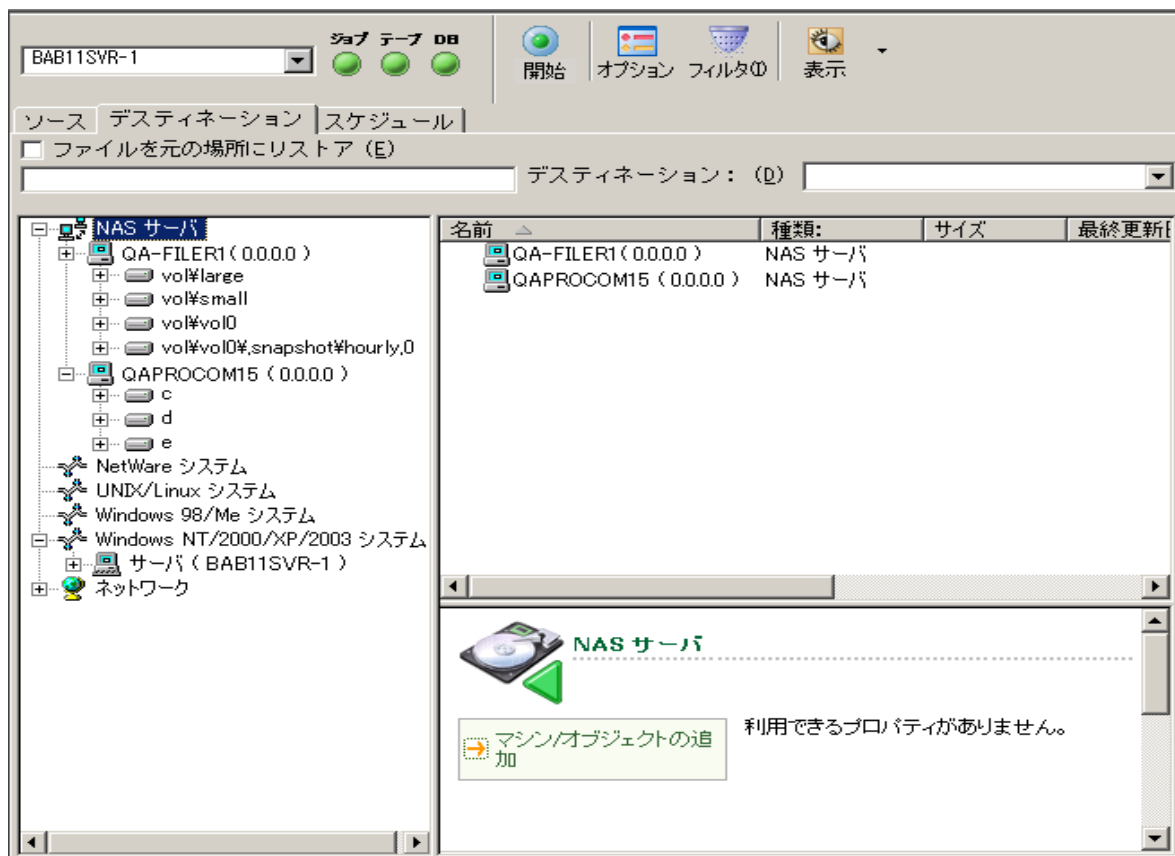 BAB11SVR-1
ジョブ テープ DB
開始 オプション フィルタ(I) 表示
ソース デスティネーション スケジュール
ファイルを元の場所にリストア (E)
デスティネーション: (D)
NAS サーバ
QA-FILER1(0.0.0.0)
vol¥large
vol¥small
vol¥vol0
vol¥vol0¥.snapshot¥hourly.0
QAPROCOM15 (0.0.0.0)
c
d
e
NetWare システム
UNIX/Linux システム
Windows 98/Me システム
Windows NT/2000/XP/2003 システム
サーバ (BAB11SVR-1)
ネットワーク
名前 種類: サイズ 最終更新
QA-FILER1(0.0.0.0) NAS サーバ
QAPROCOM15 (0.0.0.0) NAS サーバ
NAS サーバ
マシン/オブジェクトの追
加
利用できるプロパティがありません。